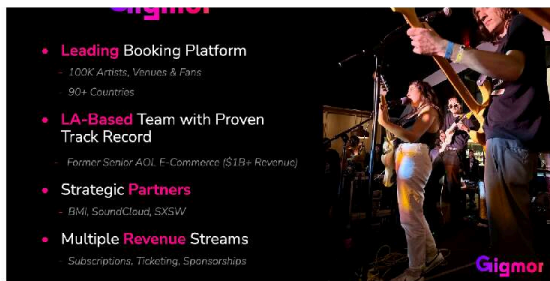 Gigmor
Leading Booking Platform
- 100K Artists, Venues & Fans
- 90+ Countries
LA-Based Team with Proven
Track Record
- Former Senior AOL E-Commerce ($1B+ Revenue)
Strategic Partners
- BMI, SoundCloud, SXSW
Multiple Revenue Streams
- Subscriptions, Ticketing, Sponsorships
Gigmor